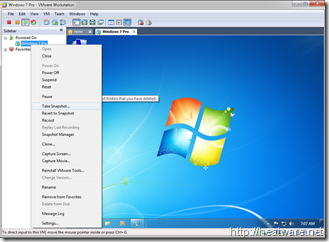 Windows 7 Pro - VMware Workstation
File Edit View VM Team Windows Help
Sidebar
Powered On
Windows 7 Pro
Favorites
Home
Windows 7 Pro
Open
Close
Power On
Power Off
Suspend
Reset
Pause
Take Snapshot...
Revert to Snapshot
Record
Replay Last Recording
Snapshot Manager
Clone...
Capture Screen...
Capture Movie...
Reinstall VMware Tools...
Change Version...
Rename
Remove from Favorites
Delete from Disk
Message Log
Settings...
folders that you have deleted.
7:07 AM
To direct input to this VM, move the mouse pointer inside or press Ctrl+G.
http://heatware.net